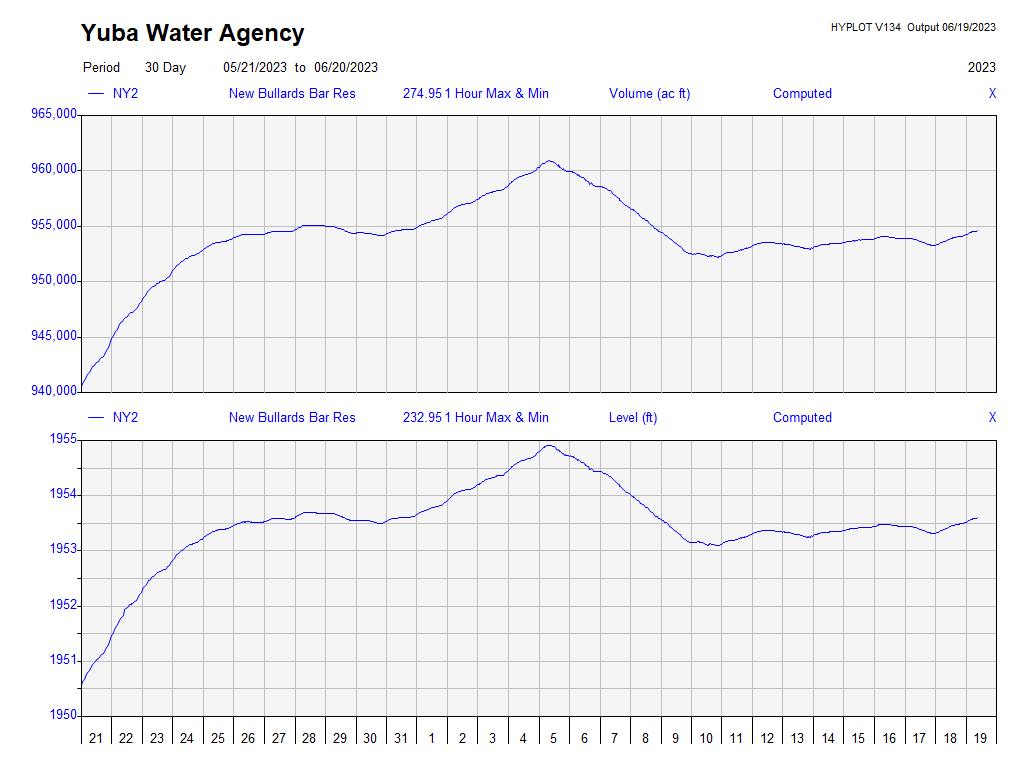 Yuba Water Agency
HYPLOT V134 Output 06/19/2023
Period 30 Day 05/21/2023 to 06/20/2023 2023
NY2 New Bullards Bar Res 274.95 1 Hour Max & Min Volume (ac ft) Computed X
965,000
960,000
955,000
950,000
945,000
940,000
NY2 New Bullards Bar Res 232.95 1 Hour Max & Min Level (ft) Computed X
1955
1954
1953
1952
1951
1950
21 22 23 24 25 26 27 28 29 30 31 1 2 3 4 5 6 7 8 9 10 11 12 13 14 15 16 17 18 19